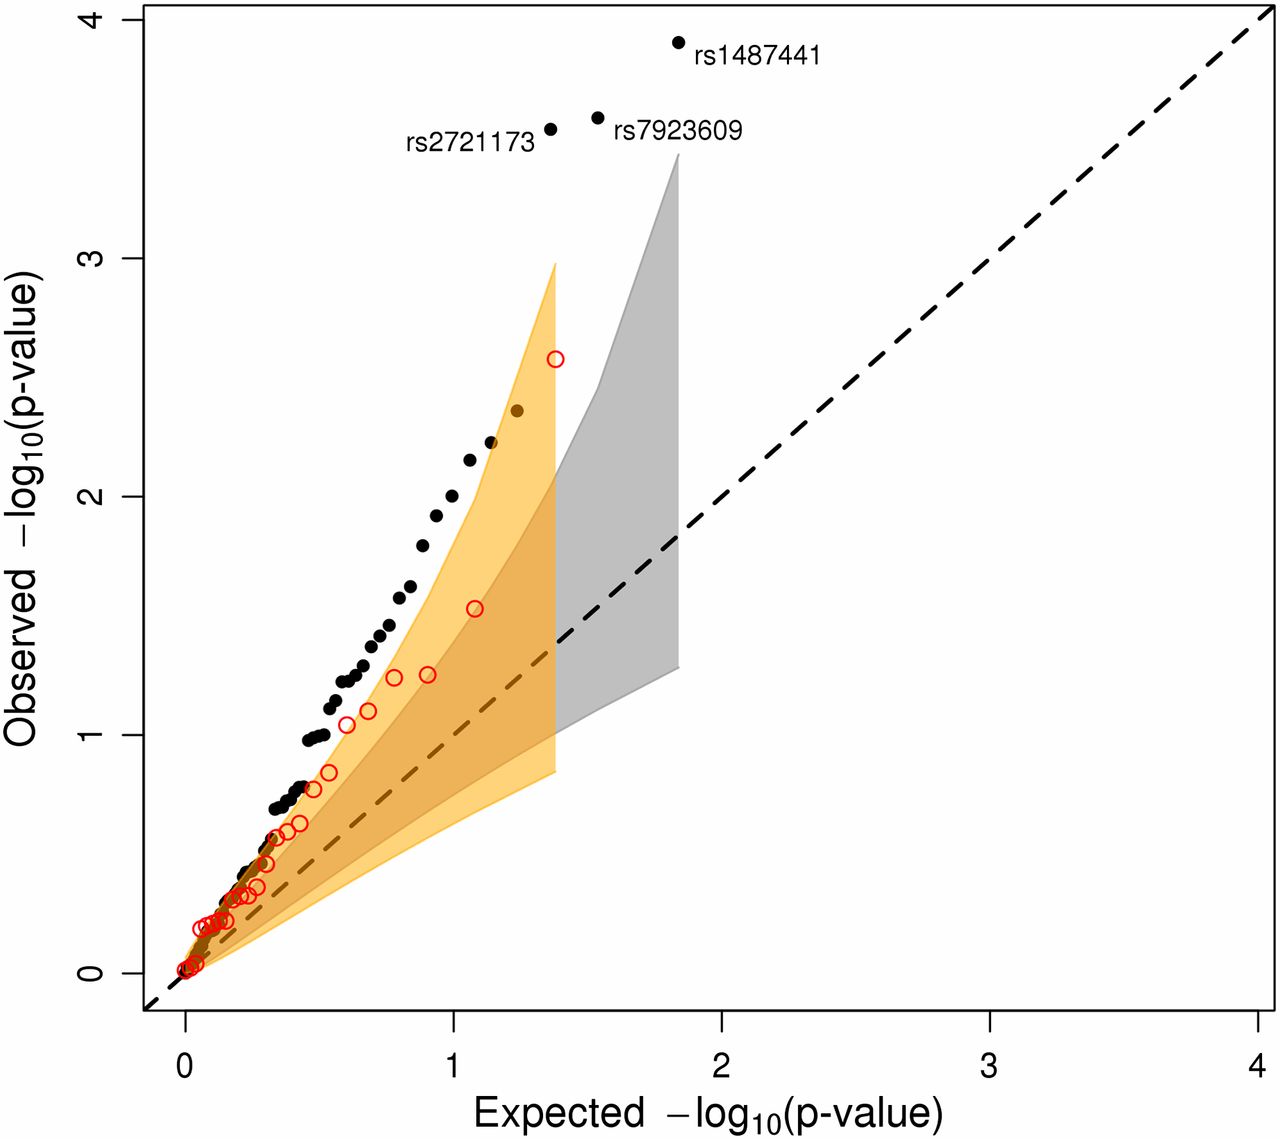 4
rs1487441
rs7923609
rs2721173
3
2
1
0
Observed −log10(p-value)
0 1 2 3 4
Expected −log10(p-value)